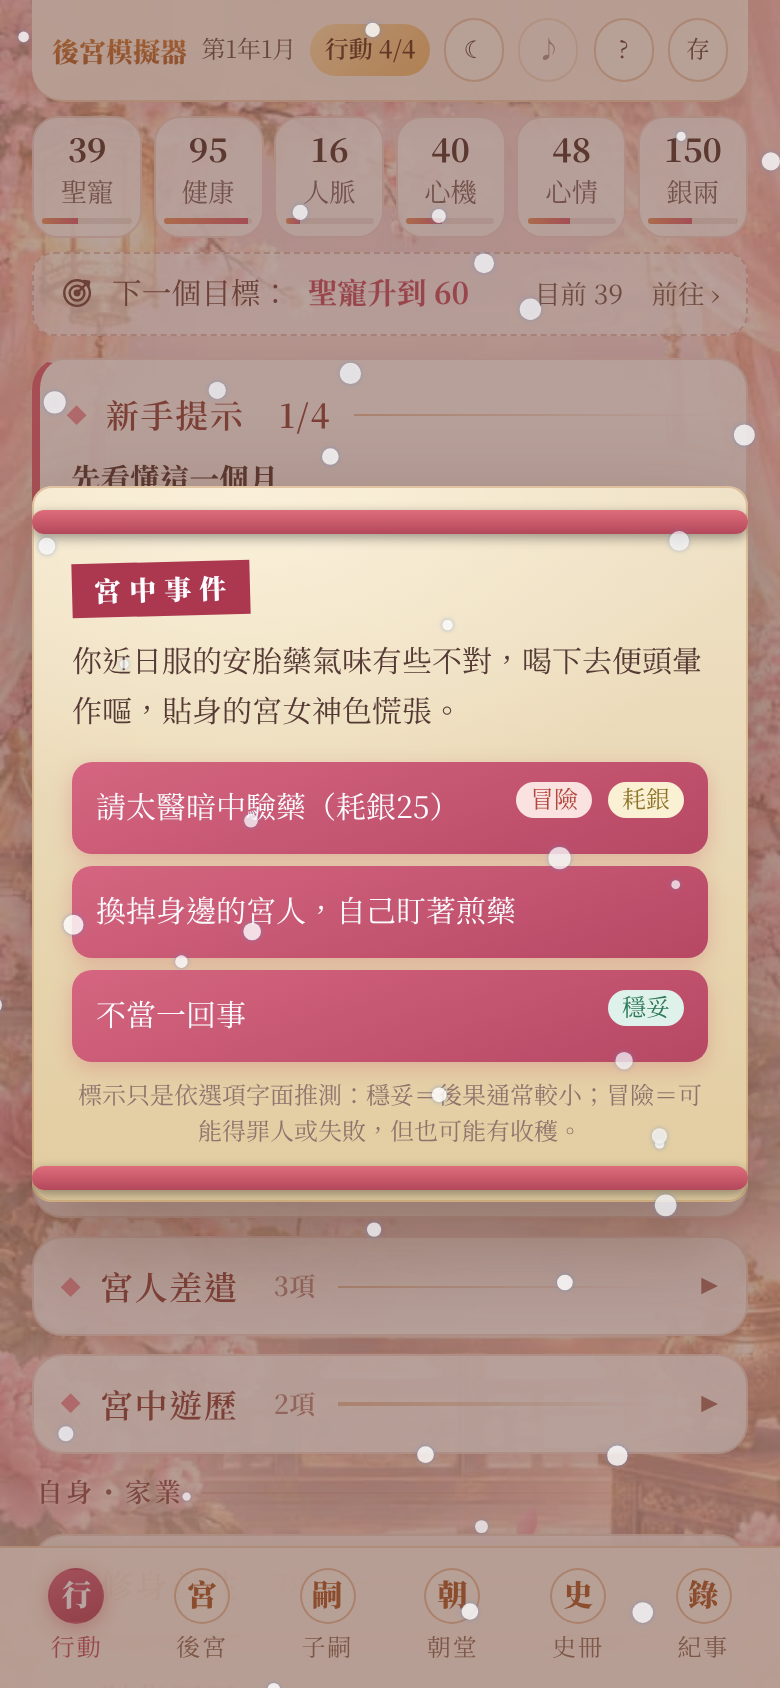 後宮模擬器 第1年1月 行動 4/4 ☾ ♪ ? 存
39 95 16 40 48 150
聖寵 健康 人脈 心機 心情 銀兩
下一個目標： 聖寵升到 60 目前 39 前往 ›
新手提示 1/4
先看懂這一個月
宮中事件
你近日服的安胎藥氣味有些不對，喝下去便頭暈
作嘔，貼身的宮女神色慌張。
請太醫暗中驗藥（耗銀25） 冒險 耗銀
換掉身邊的宮人，自己盯著煎藥
不當一回事 穩妥
標示只是依選項字面推測：穩妥＝後果通常較小；冒險＝可
能得罪人或失敗，但也可能有收穫。
宮人差遣 3項
宮中遊歷 2項
自身・家業
行 宮 嗣 朝 史 錄
行動 後宮 子嗣 朝堂 史冊 紀事